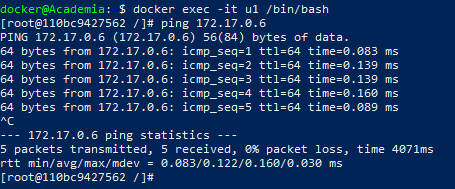 docker@Academia: $ docker exec -it u1 /bin/bash
[root@110bc9427562 /]# ping 172.17.0.6
PING 172.17.0.6 (172.17.0.6) 56(84) bytes of data.
64 bytes from 172.17.0.6: icmp_seq=1 ttl=64 time=0.083 ms
64 bytes from 172.17.0.6: icmp_seq=2 ttl=64 time=0.139 ms
64 bytes from 172.17.0.6: icmp_seq=3 ttl=64 time=0.139 ms
64 bytes from 172.17.0.6: icmp_seq=4 ttl=64 time=0.160 ms
64 bytes from 172.17.0.6: icmp_seq=5 ttl=64 time=0.089 ms
^C
--- 172.17.0.6 ping statistics ---
5 packets transmitted, 5 received, 0% packet loss, time 4071ms
rtt min/avg/max/mdev = 0.083/0.122/0.160/0.030 ms
[root@110bc9427562 /]#